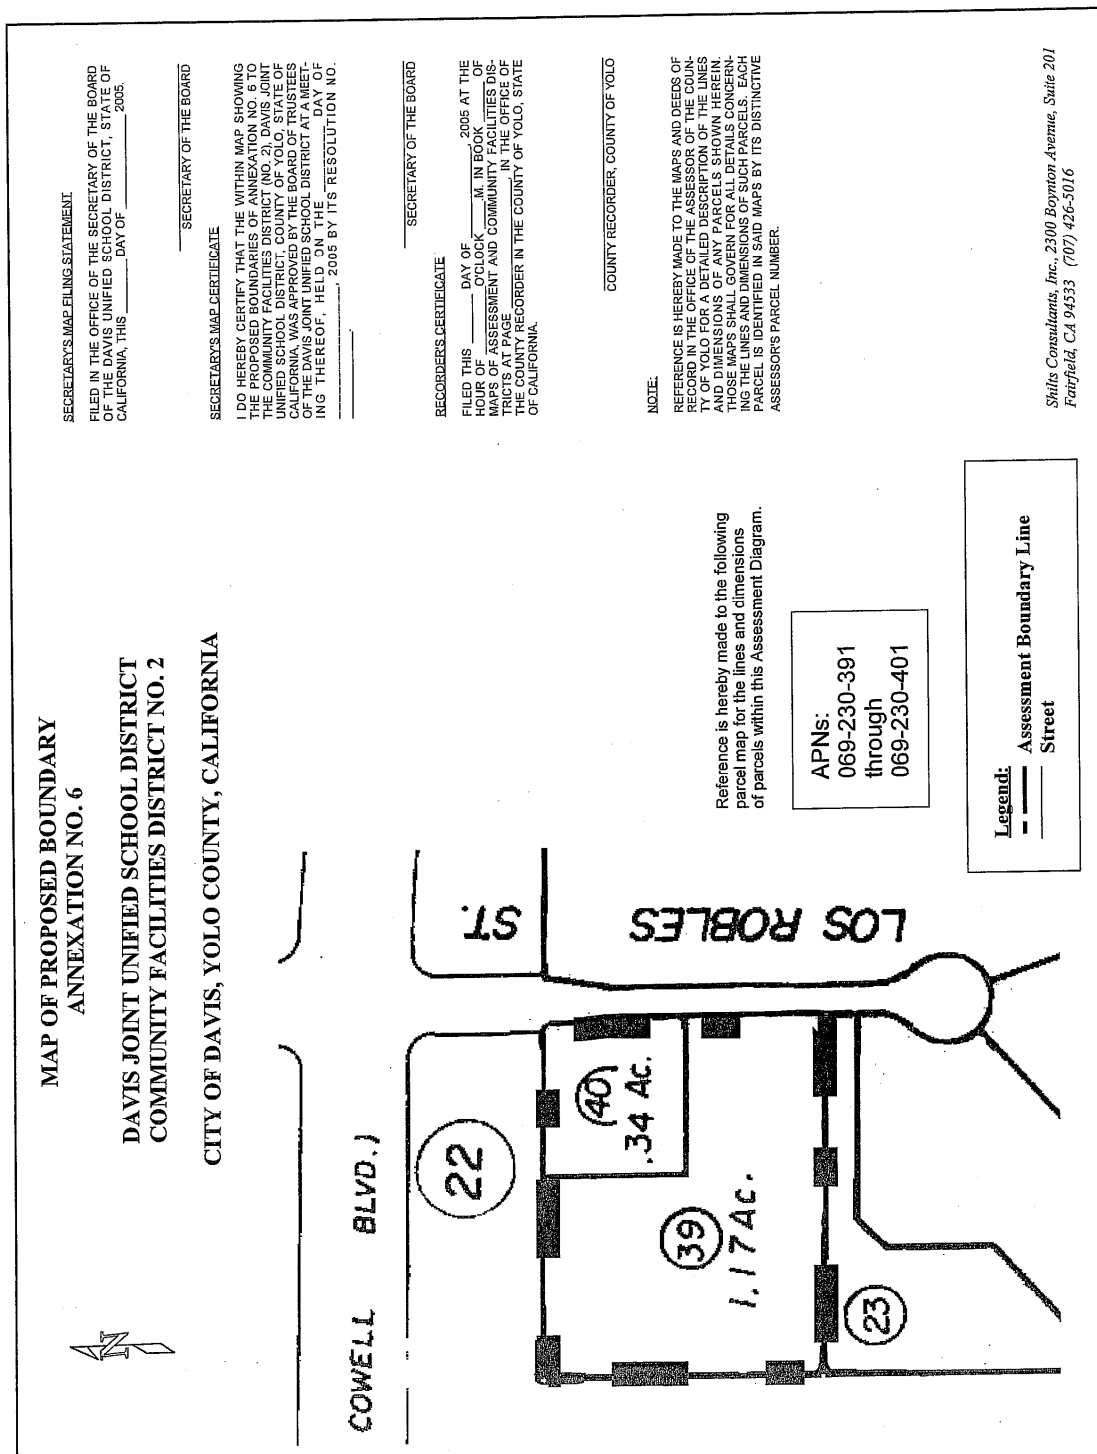 MAP OF PROPOSED BOUNDARY
ANNEXATION NO. 6
DAVIS JOINT UNIFIED SCHOOL DISTRICT
COMMUNITY FACILITIES DISTRICT NO. 2
CITY OF DAVIS, YOLO COUNTY, CALIFORNIA
N
COWELL BLVD.)
22
ST.
LOS ROBLES
40
.34 Ac.
39
1.17 Ac.
23
Reference is hereby made to the following
parcel map for the lines and dimensions
of parcels within this Assessment Diagram.
APNs:
069-230-391
through
069-230-401
Legend:
Assessment Boundary Line
Street
SECRETARY'S MAP FILING STATEMENT
FILED IN THE OFFICE OF THE SECRETARY OF THE BOARD
OF THE DAVIS UNIFIED SCHOOL DISTRICT, STATE OF
CALIFORNIA, THIS ______ DAY OF __________ 2005.
SECRETARY OF THE BOARD
SECRETARY'S MAP CERTIFICATE
I DO HEREBY CERTIFY THAT THE WITHIN MAP SHOWING
THE PROPOSED BOUNDARIES OF ANNEXATION NO. 6 TO
THE COMMUNITY FACILITIES DISTRICT (NO. 2), DAVIS JOINT
UNIFIED SCHOOL DISTRICT, COUNTY OF YOLO, STATE OF
CALIFORNIA, WAS APPROVED BY THE BOARD OF TRUSTEES
OF THE DAVIS JOINT UNIFIED SCHOOL DISTRICT AT A MEET-
ING THEREOF, HELD ON THE ______ DAY OF
__________, 2005 BY ITS RESOLUTION NO.
__________.
SECRETARY OF THE BOARD
RECORDER'S CERTIFICATE
FILED THIS ______ DAY OF __________, 2005 AT THE
HOUR OF ______ O'CLOCK ____.M. IN BOOK ______ OF
MAPS OF ASSESSMENT AND COMMUNITY FACILITIES DIS-
TRICTS AT PAGE ______, IN THE OFFICE OF
THE COUNTY RECORDER IN THE COUNTY OF YOLO, STATE
OF CALIFORNIA.
COUNTY RECORDER, COUNTY OF YOLO
NOTE:
REFERENCE IS HEREBY MADE TO THE MAPS AND DEEDS OF
RECORD IN THE OFFICE OF THE ASSESSOR OF THE COUN-
TY OF YOLO FOR A DETAILED DESCRIPTION OF THE LINES
AND DIMENSIONS OF ANY PARCELS SHOWN HEREIN.
THOSE MAPS SHALL GOVERN FOR ALL DETAILS CONCERN-
ING THE LINES AND DIMENSIONS OF SUCH PARCELS. EACH
PARCEL IS IDENTIFIED IN SAID MAPS BY ITS DISTINCTIVE
ASSESSOR'S PARCEL NUMBER.
Shilts Consultants, Inc., 2300 Boynton Avenue, Suite 201
Fairfield, CA 94533 (707) 426-5016